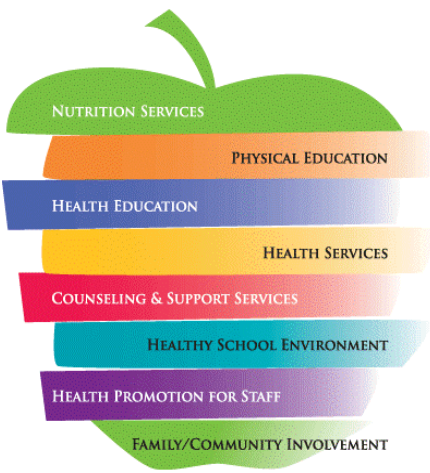 Nutrition Services
Physical Education
Health Education
Health Services
Counseling & Support Services
Healthy School Environment
Health Promotion for Staff
Family/Community Involvement